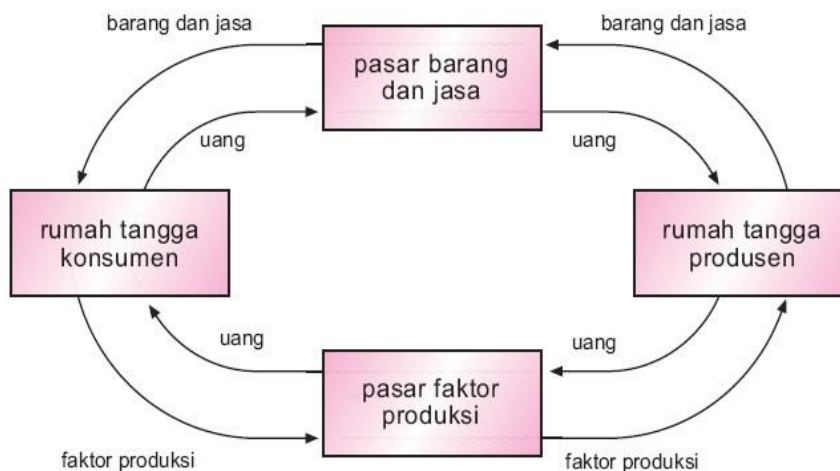 barang dan jasa
barang dan jasa
pasar barang
dan jasa
uang
uang
rumah tangga
konsumen
rumah tangga
produsen
uang
uang
pasar faktor
produksi
faktor produksi
faktor produksi